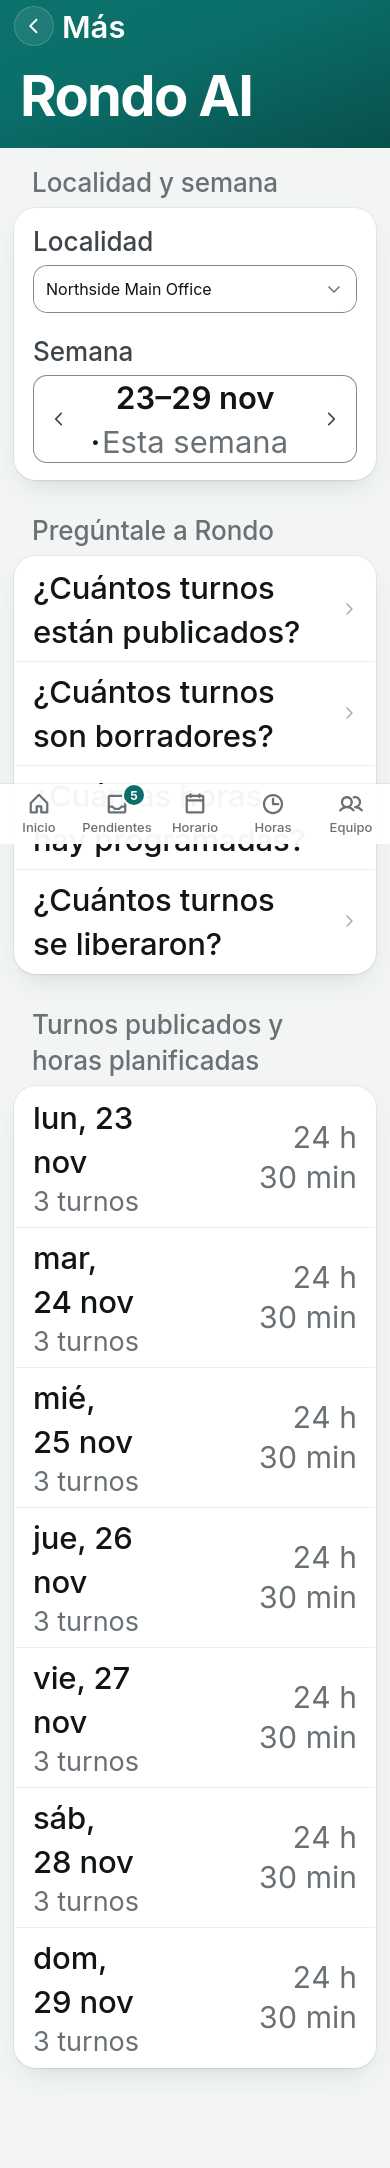 Más
Rondo AI
Localidad y semana
Localidad
Northside Main Office
Semana
23–29 nov
Esta semana
Pregúntale a Rondo
¿Cuántos turnos
están publicados?
¿Cuántos turnos
son borradores?
¿Cuántas horas
hay programadas?
5
Inicio
Pendientes
Horario
Horas
Equipo
¿Cuántos turnos
se liberaron?
Turnos publicados y
horas planificadas
lun, 23
nov
3 turnos
24 h
30 min
mar,
24 nov
3 turnos
24 h
30 min
mié,
25 nov
3 turnos
24 h
30 min
jue, 26
nov
3 turnos
24 h
30 min
vie, 27
nov
3 turnos
24 h
30 min
sáb,
28 nov
3 turnos
24 h
30 min
dom,
29 nov
3 turnos
24 h
30 min